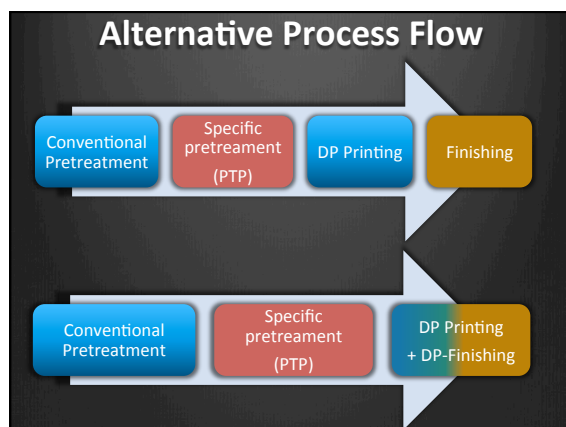 Alternative Process Flow
Conventional
Pretreatment
Specific
pretreament
(PTP)
DP Printing
Finishing
Conventional
Pretreatment
Specific
pretreament
(PTP)
DP Printing
+ DP-Finishing